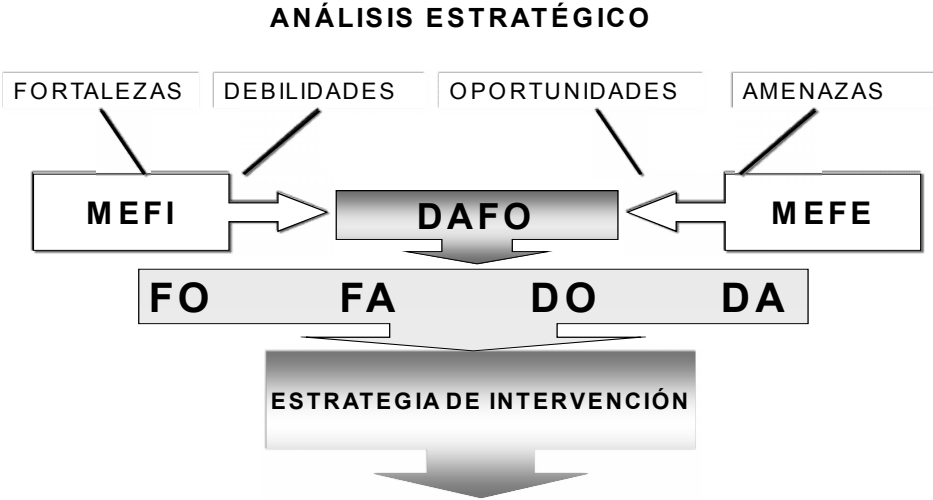 ANÁLISIS ESTRATÉGICO
FORTALEZAS
DEBILIDADES
OPORTUNIDADES
AMENAZAS
MEFI
DAFO
MEFE
FO FA DO DA
ESTRATEGIA DE INTERVENCIÓN